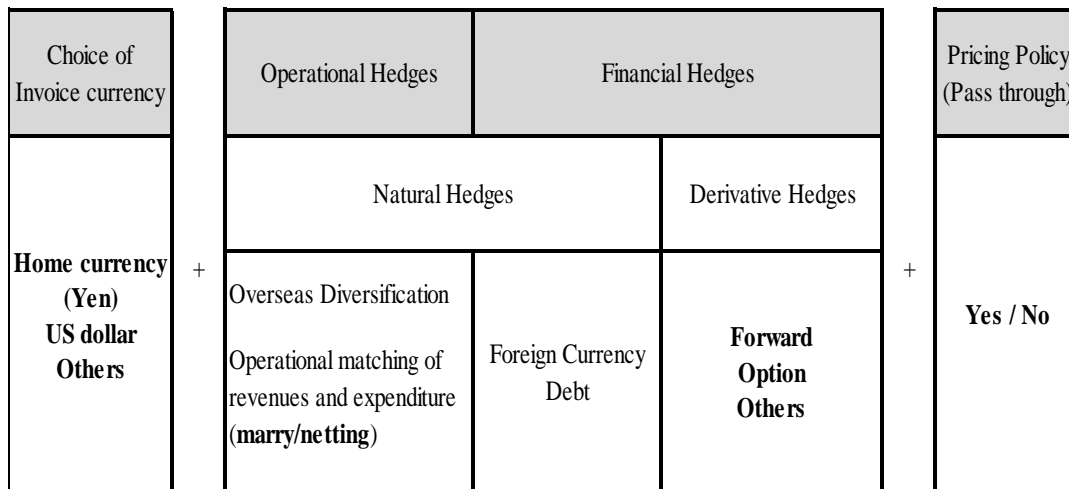 Choice of
Invoice currency
Operational Hedges
Financial Hedges
Pricing Policy
(Pass through)
Natural Hedges
Derivative Hedges
Home currency
(Yen)
US dollar
Others
+
Overseas Diversification
Operational matching of
revenues and expenditure
(marry/netting)
Foreign Currency
Debt
Forward
Option
Others
+
Yes / No